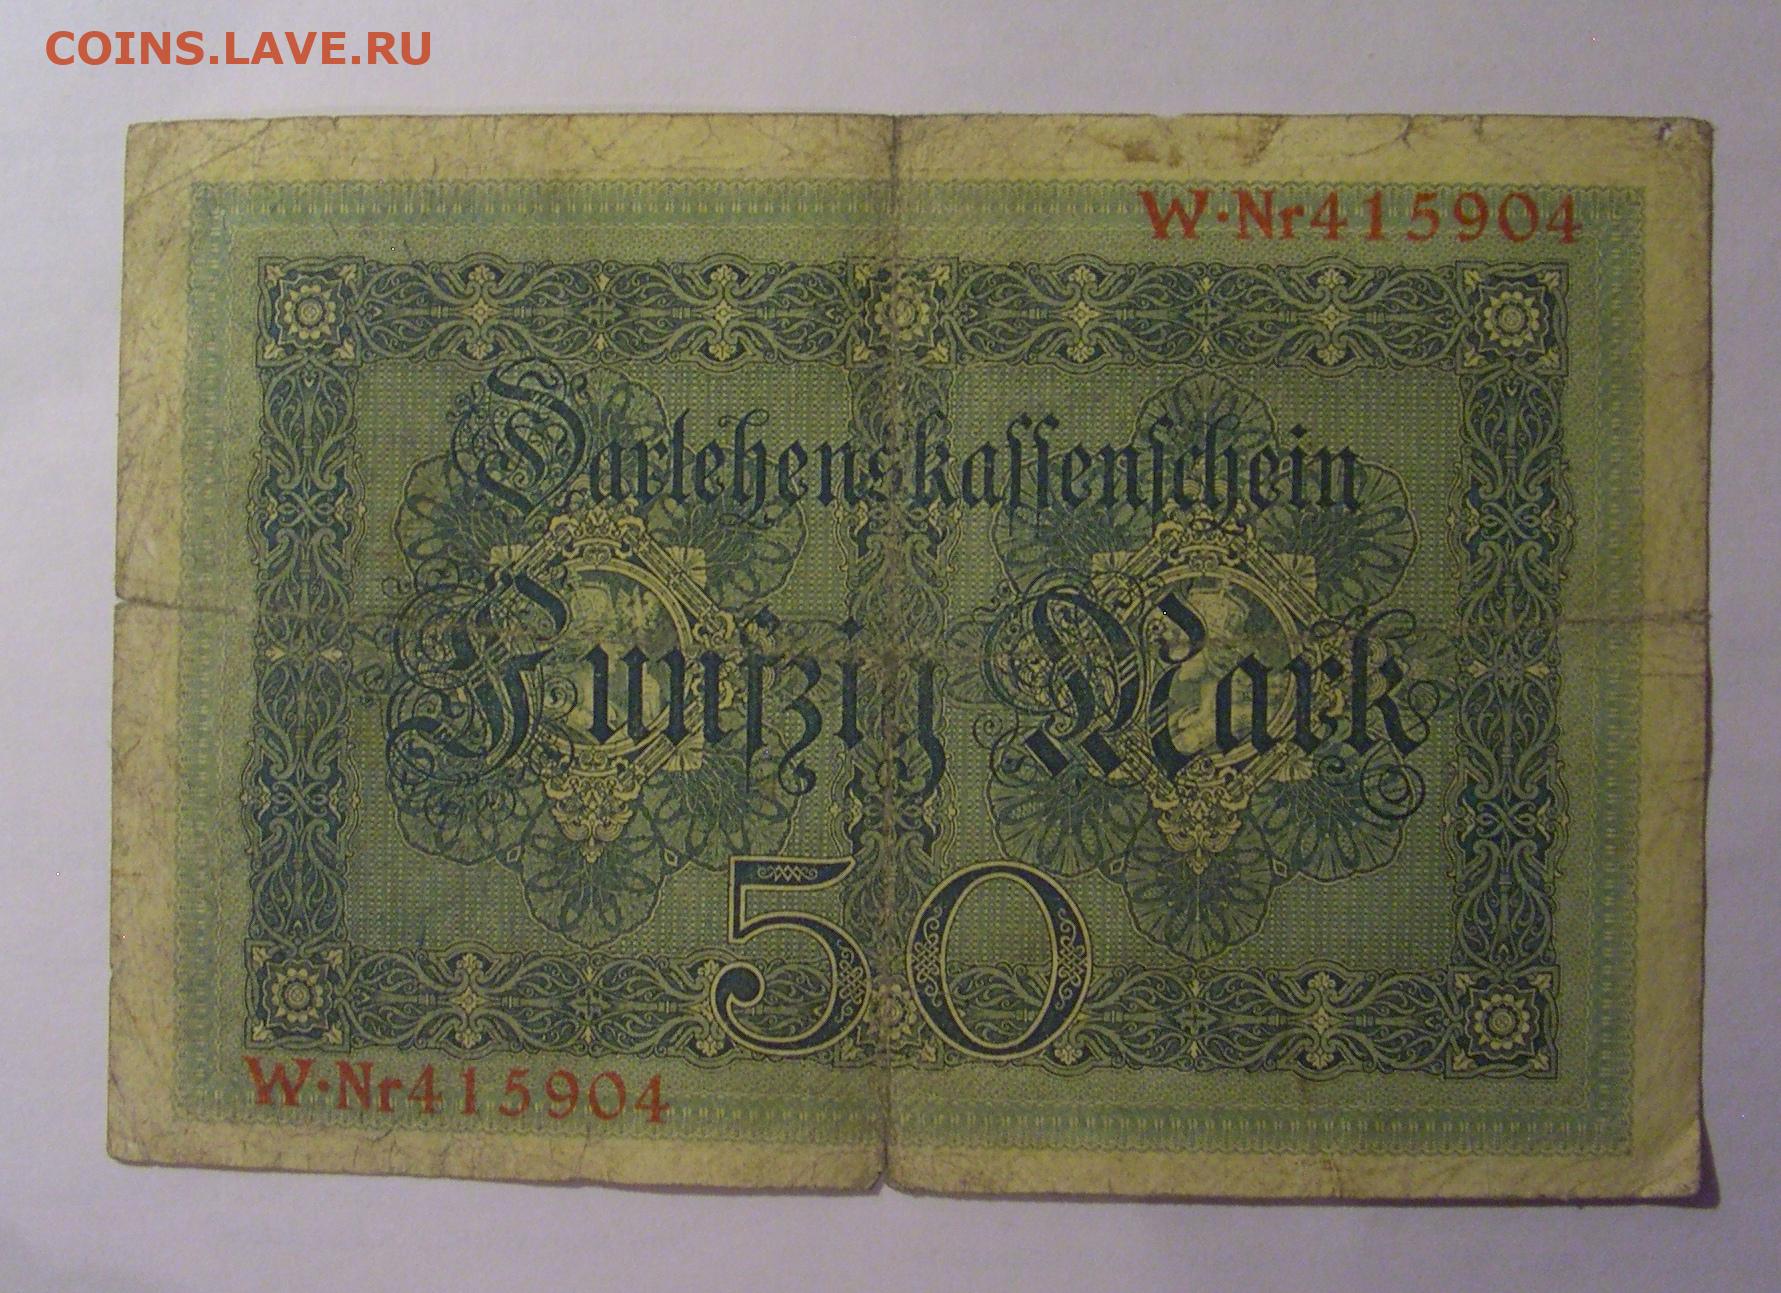 COINS.LAVE.RU
W·Nr415904
Darlehenskassenschein
Fünfzig Mark
50
W·Nr415904